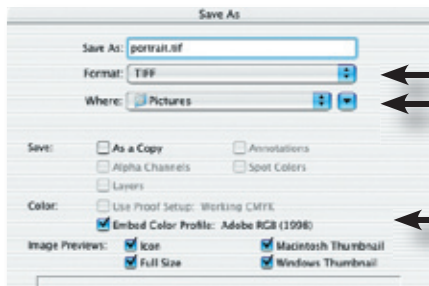 Save As
Save As: portrait.tif
Format: TIFF
Where: Pictures
Save: As a Copy Annotations
Alpha Channels Spot Colors
Layers
Color: Use Proof Setup: Working CMYK
Embed Color Profile: Adobe RGB (1998)
Image Previews: Icon Macintosh Thumbnail
Full Size Windows Thumbnail